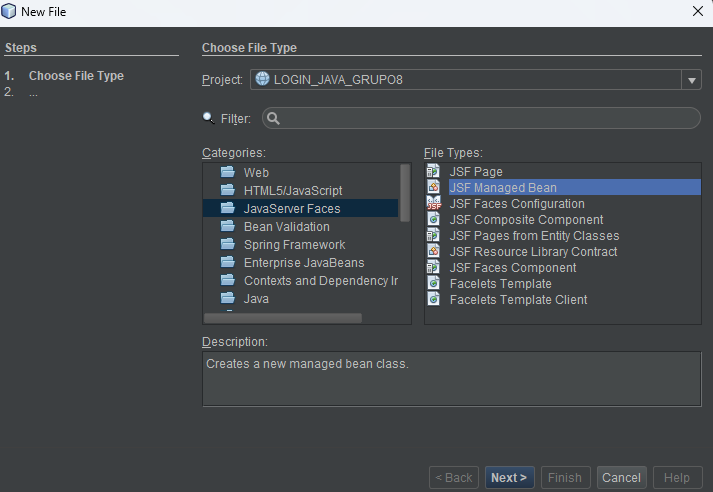 New File
Steps
1. Choose File Type
2. ...
Choose File Type
Project: LOGIN_JAVA_GRUPO8
Filter:
Categories:
Web
HTML5/JavaScript
JavaServer Faces
Bean Validation
Spring Framework
Enterprise JavaBeans
Contexts and Dependency Ir
Java
File Types:
JSF Page
JSF Managed Bean
JSF Faces Configuration
JSF Composite Component
JSF Pages from Entity Classes
JSF Resource Library Contract
JSF Faces Component
Facelets Template
Facelets Template Client
Description:
Creates a new managed bean class.
< Back Next > Finish Cancel Help